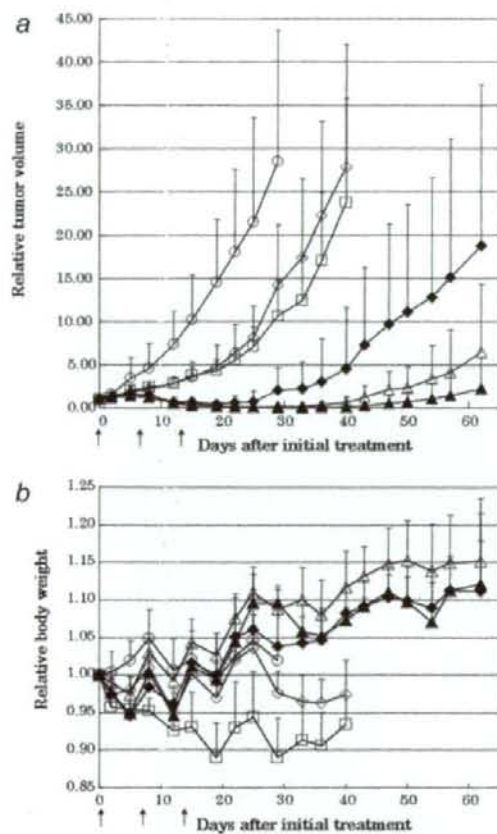 a
45.00
40.00
35.00
30.00
25.00
20.00
15.00
10.00
5.00
0.00
Relative tumor volume
0 10 20 30 40 50 60
Days after initial treatment
b
1.25
1.20
1.15
1.10
1.05
1.00
0.95
0.90
0.85
Relative body weight
0 10 20 30 40 50 60
Days after initial treatment